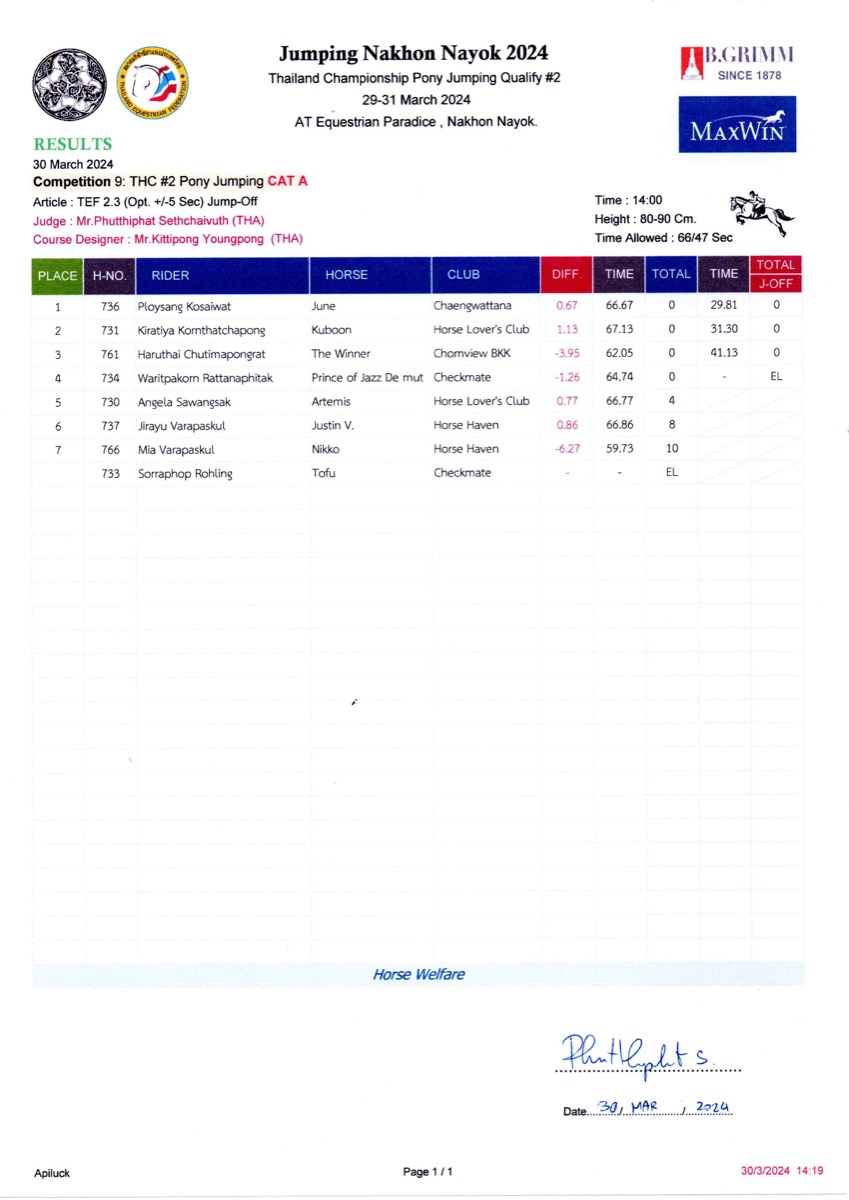 Jumping Nakhon Nayok 2024
Thailand Championship Pony Jumping Qualify #2
29-31 March 2024
AT Equestrian Paradice , Nakhon Nayok.
B.GRIMM
SINCE 1878
MAXWIN
THAILAND EQUESTRIAN FEDERATION
RESULTS
30 March 2024
Competition 9: THC #2 Pony Jumping CAT A
Article : TEF 2.3 (Opt. +/-5 Sec) Jump-Off
Judge : Mr.Phutthiphat Sethchaivuth (THA)
Course Designer : Mr.Kittipong Youngpong (THA)
Time : 14:00
Height : 80-90 Cm.
Time Allowed : 66/47 Sec
PLACE H-NO. RIDER HORSE CLUB DIFF. TIME TOTAL TIME TOTAL J-OFF
1 736 Ploysang Kosaiwat June Chaengwattana 0.67 66.67 0 29.81 0
2 731 Kiratiya Kornthatchapong Kuboon Horse Lover's Club 1.13 67.13 0 31.30 0
3 761 Haruthai Chutimapongrat The Winner Chomview BKK -3.95 62.05 0 41.13 0
4 734 Waritpakorn Rattanaphitak Prince of Jazz De mut Checkmate -1.26 64.74 0 - EL
5 730 Angela Sawangsak Artemis Horse Lover's Club 0.77 66.77 4
6 737 Jirayu Varapaskul Justin V. Horse Haven 0.86 66.86 8
7 766 Mia Varapaskul Nikko Horse Haven -6.27 59.73 10
733 Sorraphop Rohling Tofu Checkmate - - EL
Horse Welfare
Date 30 / MAR / 2024
Apiluck
Page 1 / 1
30/3/2024 14:19